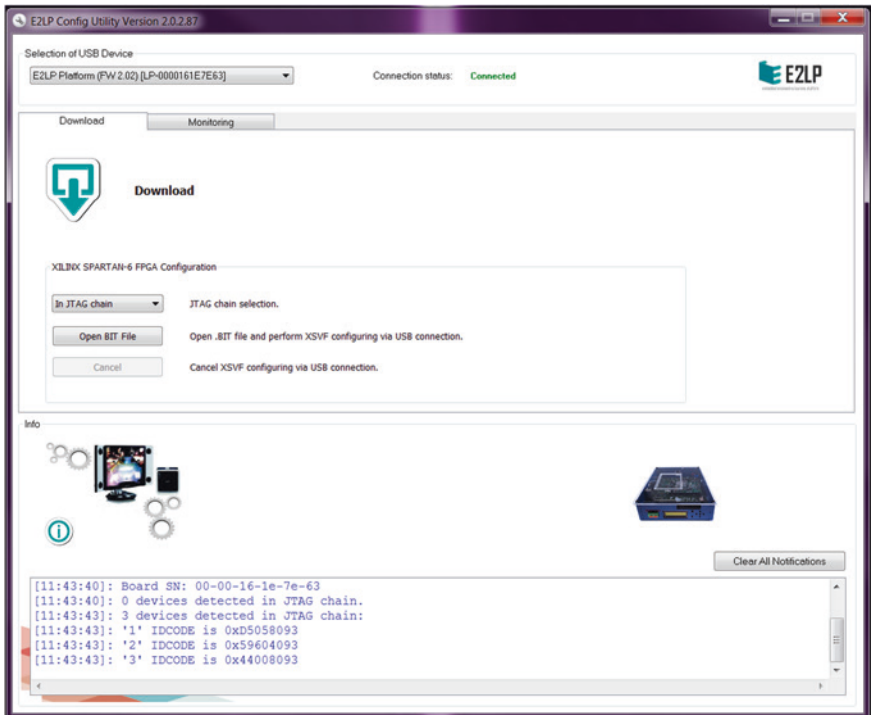 E2LP Config Utility Version 2.0.2.87
Selection of USB Device
E2LP Platform (FW 2.02) [LP-0000161E7E63]
Connection status: Connected
E2LP
Download
Monitoring
Download
XILINX SPARTAN-6 FPGA Configuration
In JTAG chain
JTAG chain selection.
Open BIT File
Open .BIT file and perform XSVF configuring via USB connection.
Cancel
Cancel XSVF configuring via USB connection.
Info
Clear All Notifications
[11:43:40]: Board SN: 00-00-16-1e-7e-63
[11:43:40]: 0 devices detected in JTAG chain.
[11:43:43]: 3 devices detected in JTAG chain:
[11:43:43]: '1' IDCODE is 0xD5058093
[11:43:43]: '2' IDCODE is 0x59604093
[11:43:43]: '3' IDCODE is 0x44008093